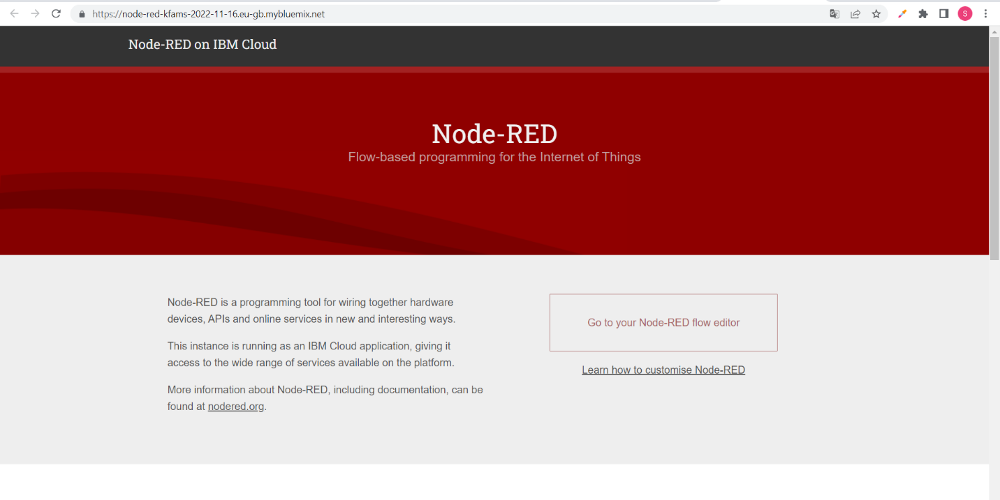 https://node-red-kfams-2022-11-16.eu-gb.mybluemix.net
S
Node-RED on IBM Cloud
Node-RED
Flow-based programming for the Internet of Things
Node-RED is a programming tool for wiring together hardware
devices, APIs and online services in new and interesting ways.
This instance is running as an IBM Cloud application, giving it
access to the wide range of services available on the platform.
More information about Node-RED, including documentation, can be
found at nodered.org.
Go to your Node-RED flow editor
Learn how to customise Node-RED